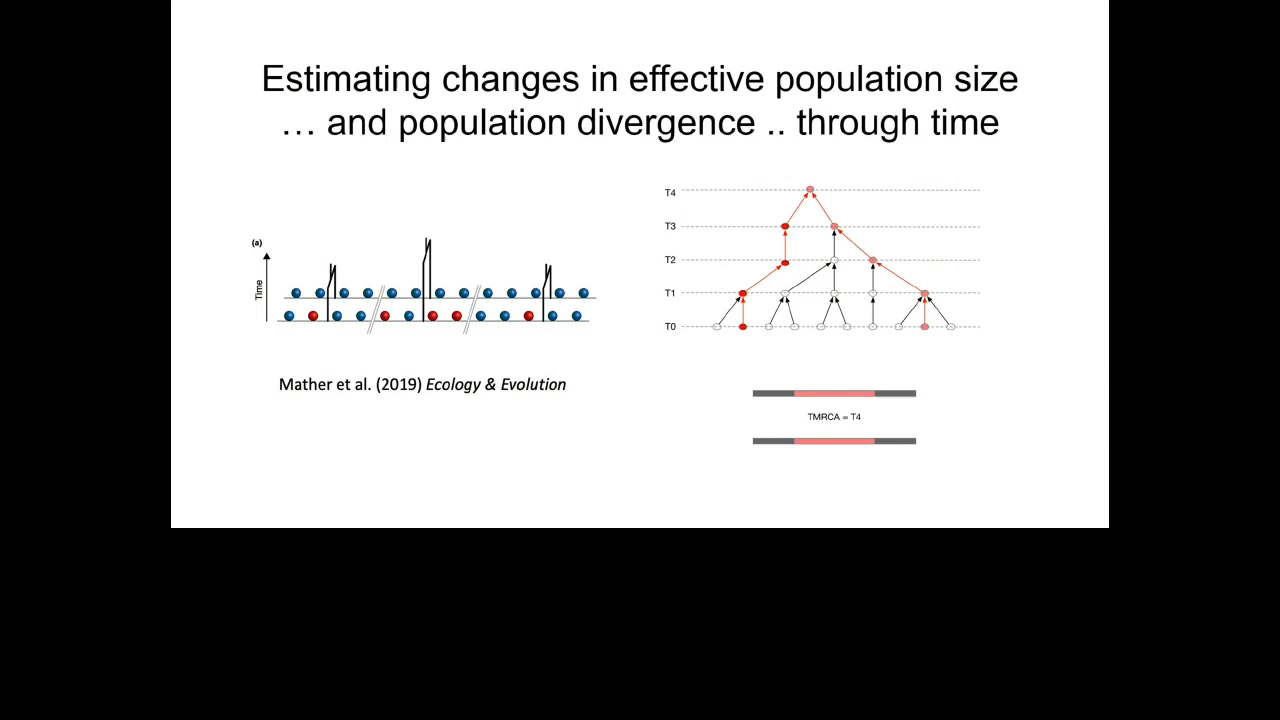 Estimating changes in effective population size
… and population divergence .. through time
(a)
Time
Mather et al. (2019) Ecology & Evolution
T4
T3
T2
T1
T0
TMRCA = T4